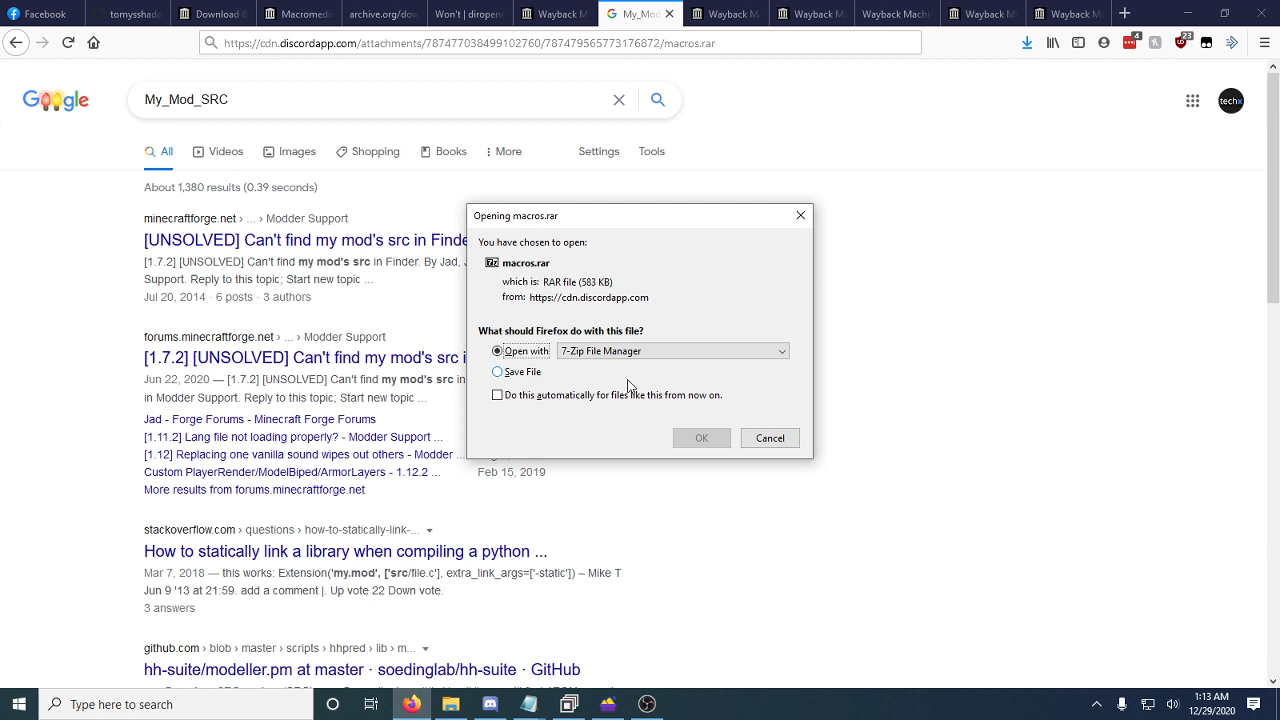 Facebook
tomysshado
Download &
Macromedi
archive.org/dow
Won't | diropene
Wayback M
My_Mod
Wayback M
Wayback M
Wayback Mach
Wayback M
Wayback M
https://cdn.discordapp.com/attachments/787477038499102760/787479565773176872/macros.rar
4
23
Google
My_Mod_SRC
techx
All
Videos
Images
Shopping
Books
More
Settings
Tools
About 1,380 results (0.39 seconds)
minecraftforge.net › ... › Modder Support
[UNSOLVED] Can't find my mod's src in Finde
[1.7.2] [UNSOLVED] Can't find my mod's src in Finder. By Jad, J
Support. Reply to this topic; Start new topic ...
Jul 20, 2014 · 6 posts · 3 authors
forums.minecraftforge.net › ... › Modder Support
[1.7.2] [UNSOLVED] Can't find my mod's src i
Jun 22, 2020 — [1.7.2] [UNSOLVED] Can't find my mod's src in
in Modder Support. Reply to this topic; Start new topic ...
Jad - Forge Forums - Minecraft Forge Forums
[1.11.2] Lang file not loading properly? - Modder Support ...
[1.12] Replacing one vanilla sound wipes out others - Modder ...
Custom PlayerRender/ModelBiped/ArmorLayers - 1.12.2 ...
Feb 15, 2019
More results from forums.minecraftforge.net
stackoverflow.com › questions › how-to-statically-link-...
How to statically link a library when compiling a python ...
Mar 7, 2018 — this works: Extension('my.mod', ['src/file.c'], extra_link_args=['-static']) – Mike T
Jun 9 '13 at 21:59. add a comment |. Up vote 22 Down vote.
3 answers
github.com › blob › master › scripts › hhpred › lib › m...
hh-suite/modeller.pm at master · soedinglab/hh-suite · GitHub
Opening macros.rar
You have chosen to open:
7z macros.rar
which is: RAR file (583 KB)
from: https://cdn.discordapp.com
What should Firefox do with this file?
Open with
7-Zip File Manager
Save File
Do this automatically for files like this from now on.
OK
Cancel
Type here to search
1:13 AM
12/29/2020